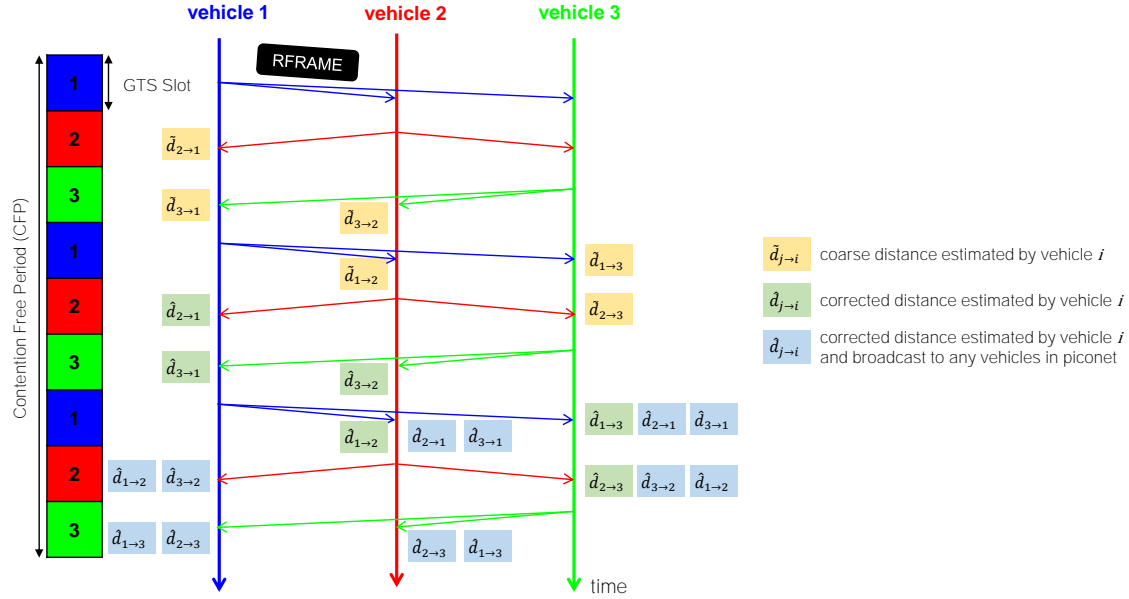 vehicle 1
vehicle 2
vehicle 3
RFRAME
Contention Free Period (CFP)
GTS Slot
1
2
3
1
2
3
1
2
3
d̃₂→₁
d̃₃→₁
d̃₃→₂
d̃₁→₂
d̃₁→₃
d̂₂→₁
d̃₂→₃
d̂₃→₁
d̂₃→₂
d̂₁→₂ d̂₂→₁ d̂₃→₁
d̂₁→₃ d̂₂→₁ d̂₃→₁
d̂₁→₂ d̂₃→₂
d̂₂→₃ d̂₃→₂ d̂₁→₂
d̂₁→₃ d̂₂→₃
d̂₂→₃ d̂₁→₃
time
d̃ⱼ→ᵢ coarse distance estimated by vehicle i
d̂ⱼ→ᵢ corrected distance estimated by vehicle i
d̂ⱼ→ᵢ corrected distance estimated by vehicle i
and broadcast to any vehicles in piconet